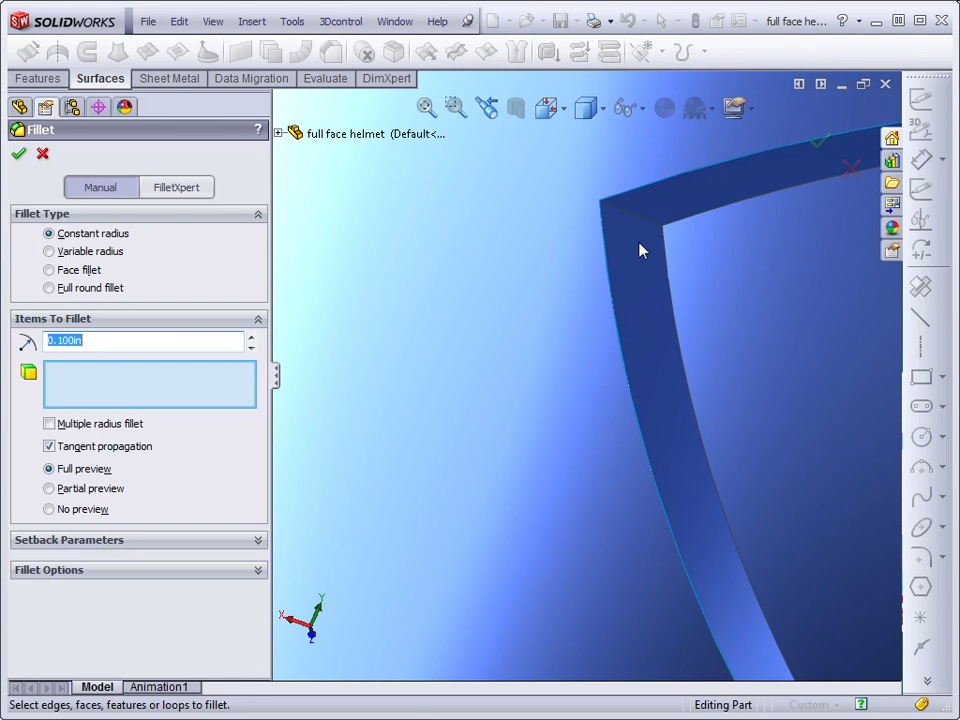 SOLIDWORKS File Edit View Insert Tools 3Dcontrol Window Help full face he... ?
Features Surfaces Sheet Metal Data Migration Evaluate DimXpert
Fillet ?
full face helmet (Default<...
Manual FilletXpert
Fillet Type
Constant radius
Variable radius
Face fillet
Full round fillet
Items To Fillet
0.100in
Multiple radius fillet
Tangent propagation
Full preview
Partial preview
No preview
Setback Parameters
Fillet Options
Y
X
Z
3D
Model Animation1
Select edges, faces, features or loops to fillet. Editing Part Custom ?